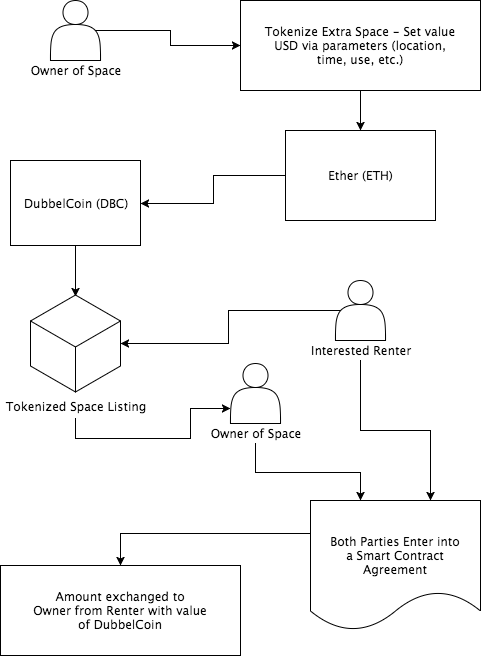 Owner of Space
Tokenize Extra Space – Set value
USD via parameters (location,
time, use, etc.)
Ether (ETH)
DubbelCoin (DBC)
Interested Renter
Tokenized Space Listing
Owner of Space
Both Parties Enter into
a Smart Contract
Agreement
Amount exchanged to
Owner from Renter with value
of DubbelCoin